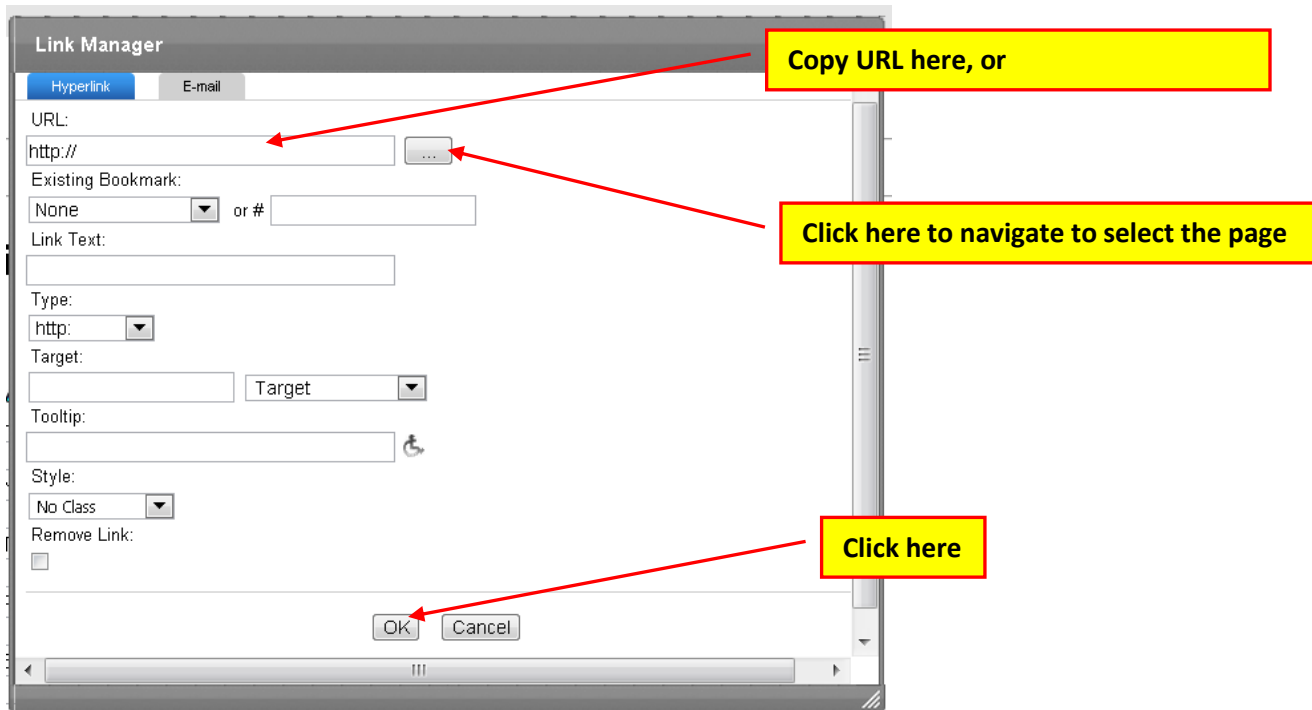 Link Manager
Copy URL here, or
Hyperlink E-mail
URL:
http:// ...
Existing Bookmark:
None or #
Click here to navigate to select the page
Link Text:
Type:
http:
Target:
Target
Tooltip:
Style:
No Class
Remove Link:
Click here
OK Cancel